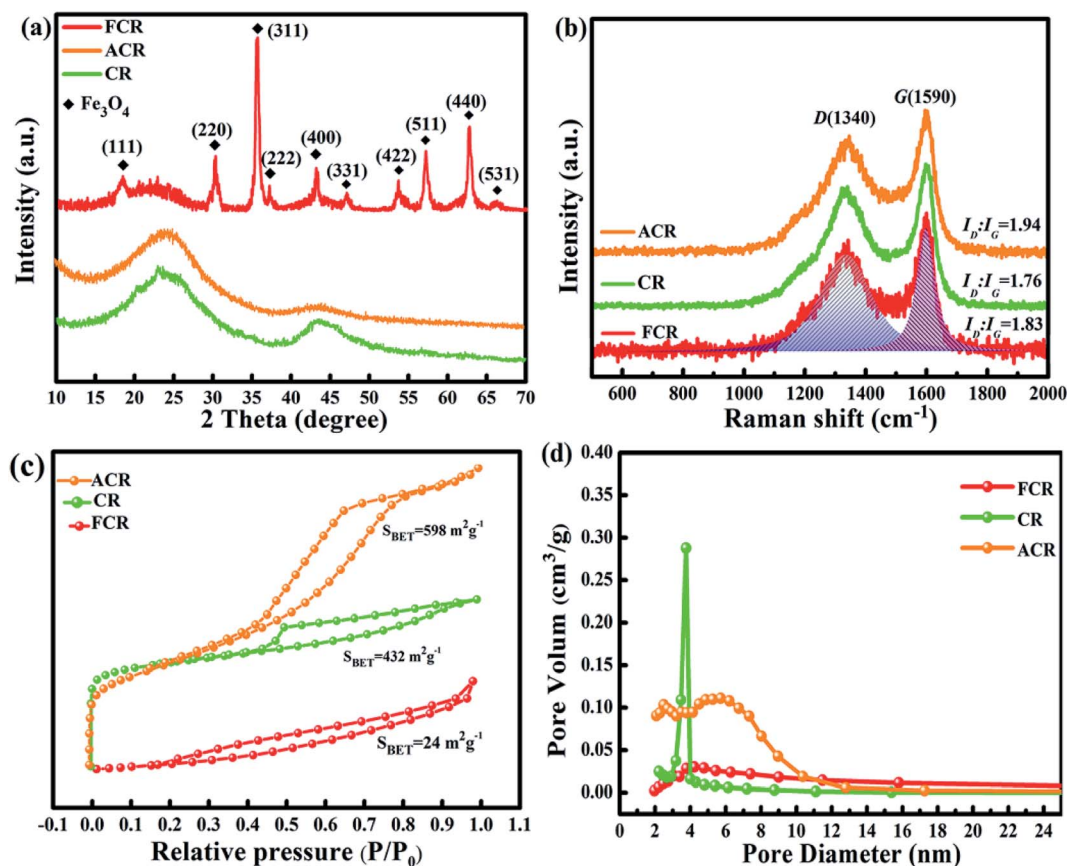 (a)
FCR
ACR
CR
◆ Fe3O4
(111)
(220)
(311)
(222)
(400)
(331)
(422)
(511)
(440)
(531)
Intensity (a.u.)
10 15 20 25 30 35 40 45 50 55 60 65 70
2 Theta (degree)
(b)
D(1340)
G(1590)
ACR
ID:IG=1.94
CR
ID:IG=1.76
FCR
ID:IG=1.83
Intensity (a.u.)
600 800 1000 1200 1400 1600 1800 2000
Raman shift (cm-1)
(c)
ACR
CR
FCR
SBET=598 m2g-1
SBET=432 m2g-1
SBET=24 m2g-1
-0.1 0.0 0.1 0.2 0.3 0.4 0.5 0.6 0.7 0.8 0.9 1.0 1.1
Relative pressure (P/P0)
(d)
FCR
CR
ACR
Pore Volum (cm3/g)
0.40
0.35
0.30
0.25
0.20
0.15
0.10
0.05
0.00
0 2 4 6 8 10 12 14 16 18 20 22 24
Pore Diameter (nm)